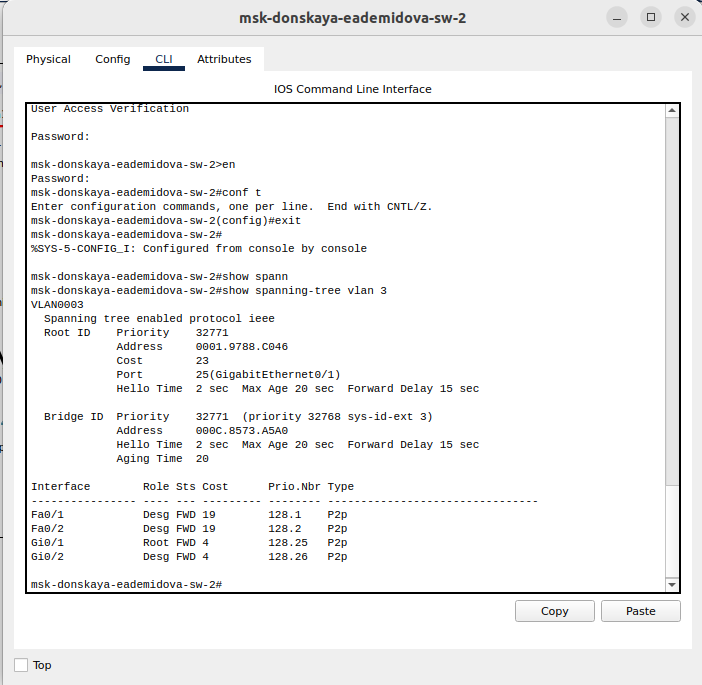 msk-donskaya-eademidova-sw-2
Physical Config CLI Attributes
IOS Command Line Interface
User Access Verification
Password:
msk-donskaya-eademidova-sw-2>en
Password:
msk-donskaya-eademidova-sw-2#conf t
Enter configuration commands, one per line.  End with CNTL/Z.
msk-donskaya-eademidova-sw-2(config)#exit
msk-donskaya-eademidova-sw-2#
%SYS-5-CONFIG_I: Configured from console by console
msk-donskaya-eademidova-sw-2#show spann
msk-donskaya-eademidova-sw-2#show spanning-tree vlan 3
VLAN0003
  Spanning tree enabled protocol ieee
  Root ID    Priority    32771
             Address     0001.9788.C046
             Cost        23
             Port        25(GigabitEthernet0/1)
             Hello Time  2 sec  Max Age 20 sec  Forward Delay 15 sec
  Bridge ID  Priority    32771  (priority 32768 sys-id-ext 3)
             Address     000C.8573.A5A0
             Hello Time  2 sec  Max Age 20 sec  Forward Delay 15 sec
             Aging Time  20
Interface        Role Sts Cost      Prio.Nbr Type
---------------- ---- --- --------- -------- --------------------------------
Fa0/1            Desg FWD 19        128.1    P2p
Fa0/2            Desg FWD 19        128.2    P2p
Gi0/1            Root FWD 4         128.25   P2p
Gi0/2            Desg FWD 4         128.26   P2p
msk-donskaya-eademidova-sw-2#
Copy Paste
Top